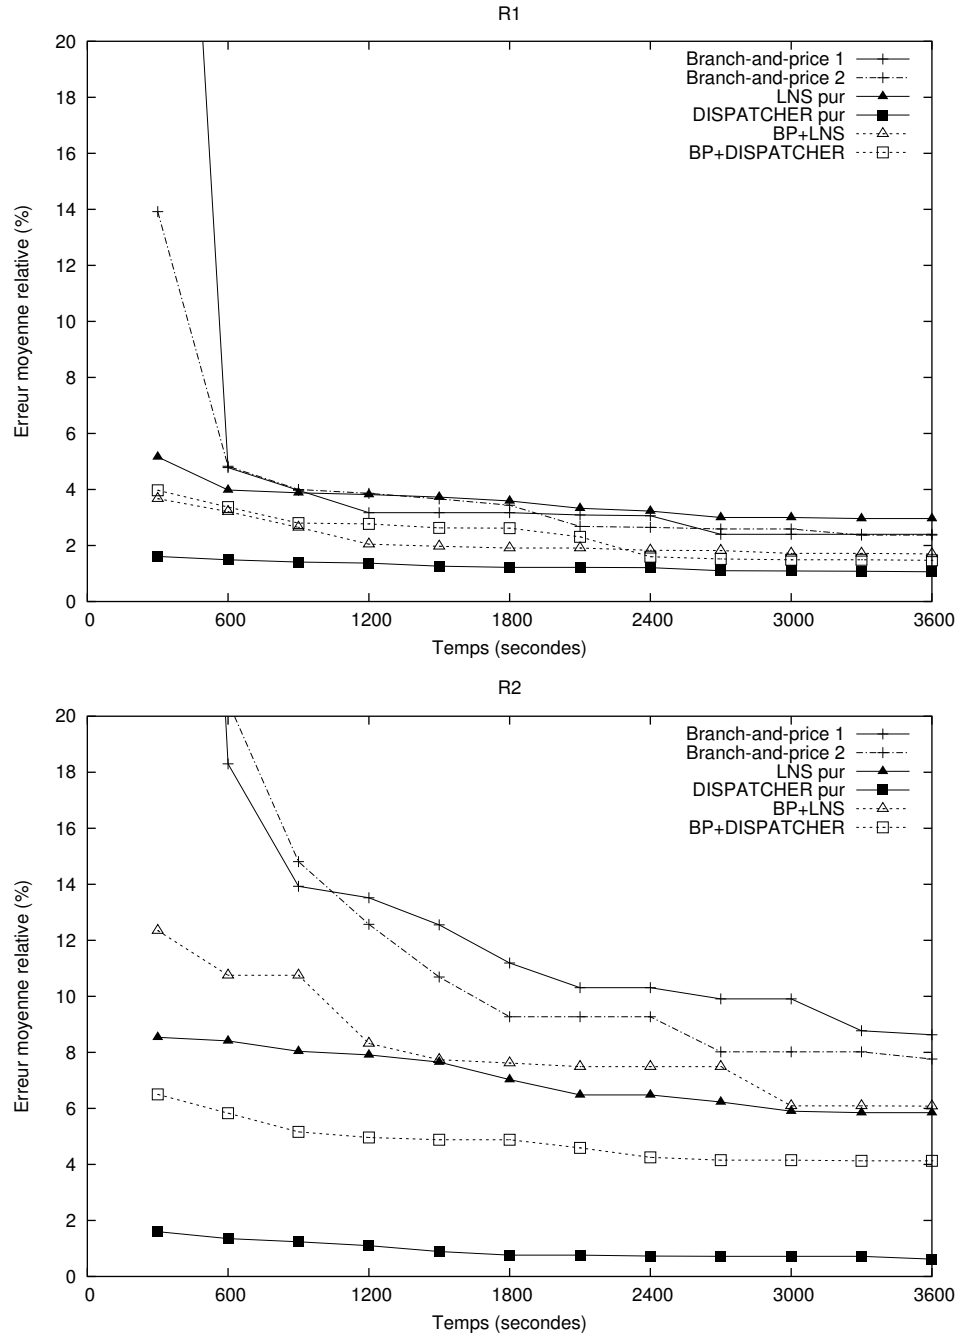 R1
20
18
16
14
12
10
8
6
4
2
0
Erreur moyenne relative (%)
Branch-and-price 1
Branch-and-price 2
LNS pur
DISPATCHER pur
BP+LNS
BP+DISPATCHER
0 600 1200 1800 2400 3000 3600
Temps (secondes)
R2
20
18
16
14
12
10
8
6
4
2
0
Erreur moyenne relative (%)
Branch-and-price 1
Branch-and-price 2
LNS pur
DISPATCHER pur
BP+LNS
BP+DISPATCHER
0 600 1200 1800 2400 3000 3600
Temps (secondes)